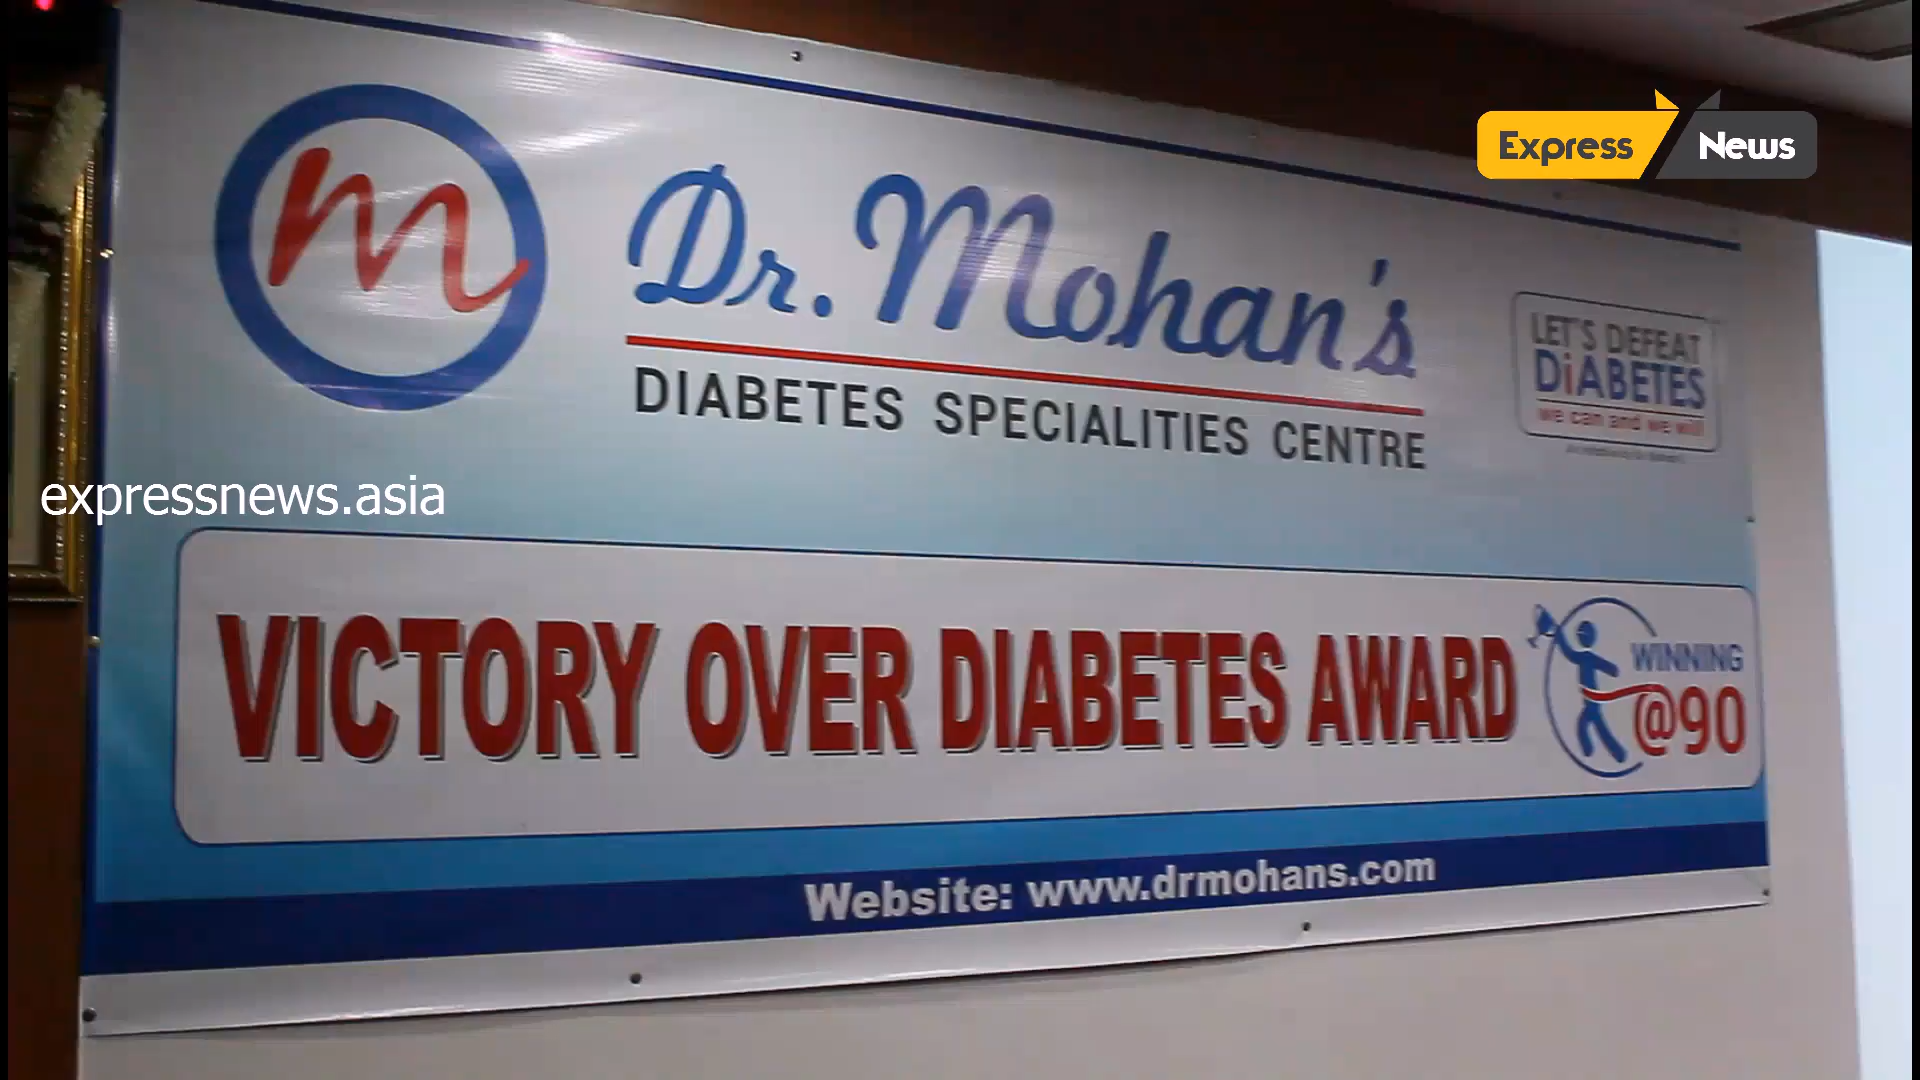 Express News
m
Dr. Mohan's
DIABETES SPECIALITIES CENTRE
LET'S DEFEAT
DiABETES
we can and we will
expressnews.asia
VICTORY OVER DIABETES AWARD
WINNING
@90
Website: www.drmohans.com